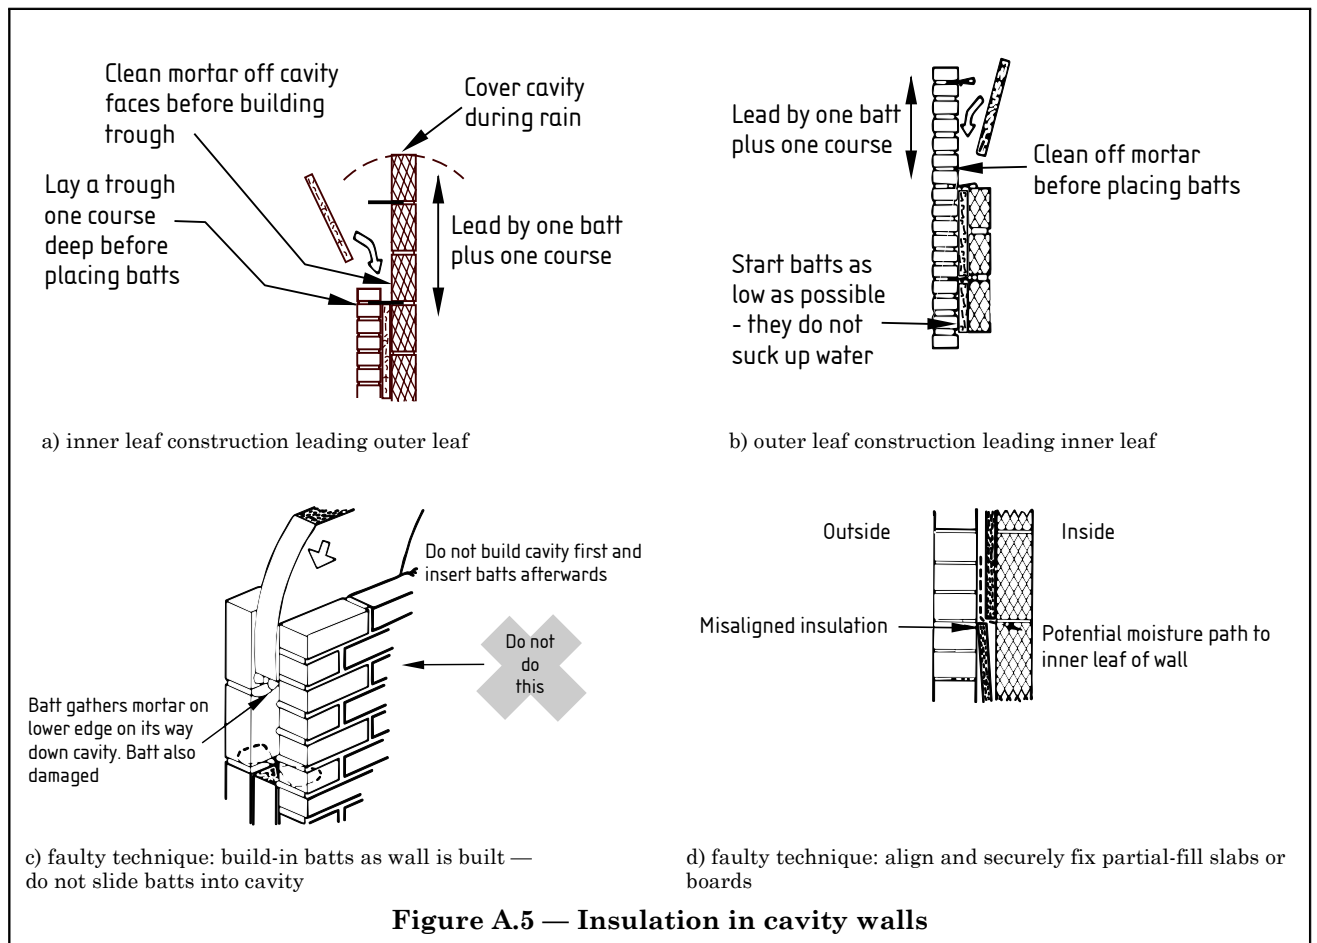 Clean mortar off cavity
faces before building
trough
Cover cavity
during rain
Lay a trough
one course
deep before
placing batts
Lead by one batt
plus one course
a) inner leaf construction leading outer leaf
Lead by one batt
plus one course
Clean off mortar
before placing batts
Start batts as
low as possible
- they do not
suck up water
b) outer leaf construction leading inner leaf
Do not build cavity first and
insert batts afterwards
Do not
do
this
Batt gathers mortar on
lower edge on its way
down cavity. Batt also
damaged
c) faulty technique: build-in batts as wall is built —
do not slide batts into cavity
Outside
Inside
Misaligned insulation
Potential moisture path to
inner leaf of wall
d) faulty technique: align and securely fix partial-fill slabs or
boards
Figure A.5 — Insulation in cavity walls